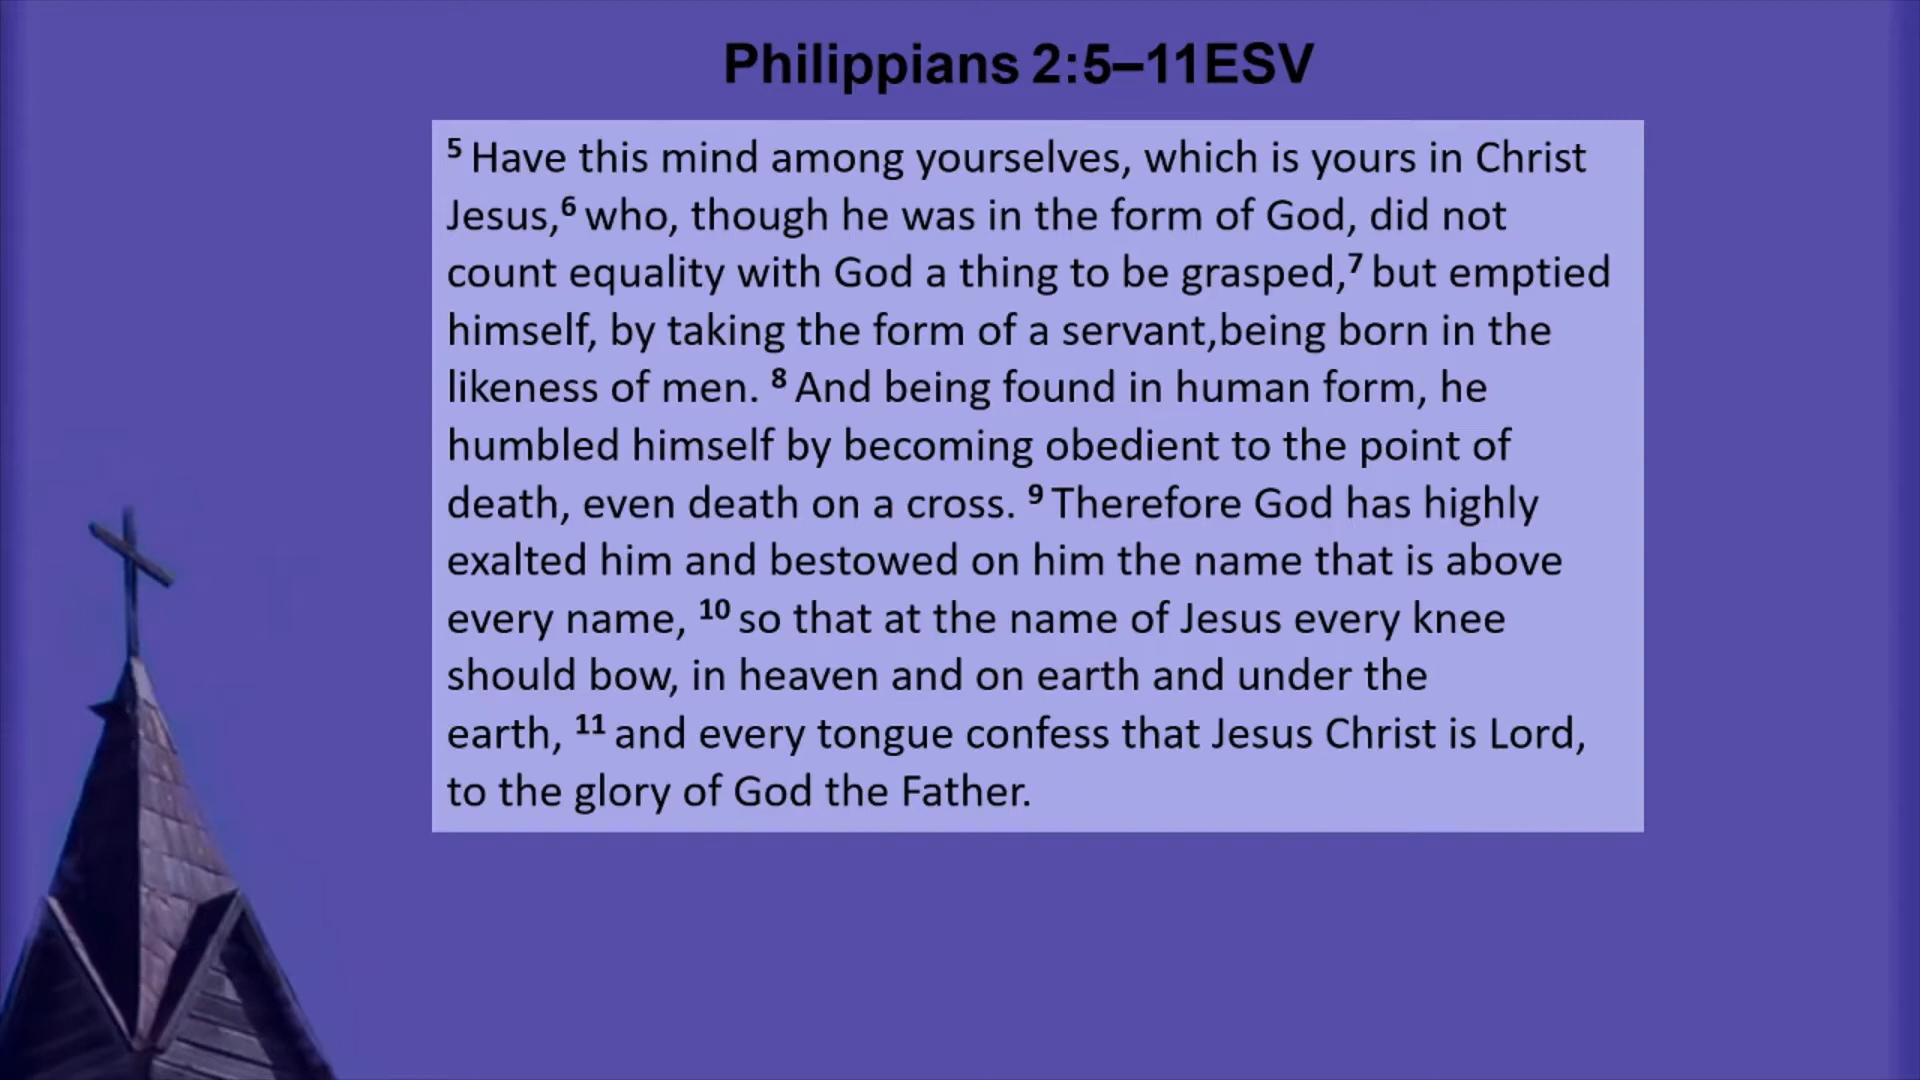 Philippians 2:5–11ESV
5 Have this mind among yourselves, which is yours in Christ
Jesus,6 who, though he was in the form of God, did not
count equality with God a thing to be grasped,7 but emptied
himself, by taking the form of a servant,being born in the
likeness of men. 8 And being found in human form, he
humbled himself by becoming obedient to the point of
death, even death on a cross. 9 Therefore God has highly
exalted him and bestowed on him the name that is above
every name, 10 so that at the name of Jesus every knee
should bow, in heaven and on earth and under the
earth, 11 and every tongue confess that Jesus Christ is Lord,
to the glory of God the Father.